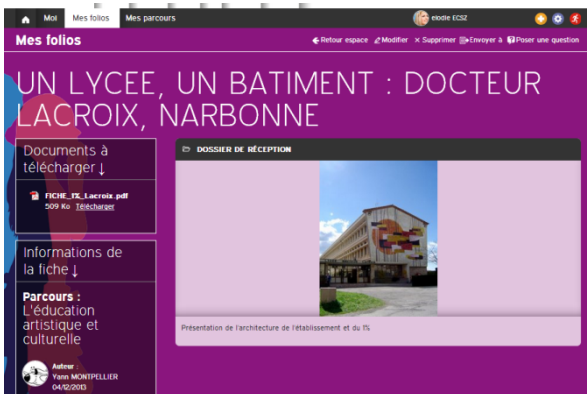 Moi Mes folios Mes parcours elodie ECSZ
Mes folios
Retour espace Modifier Supprimer Envoyer à Poser une question
UN LYCEE, UN BATIMENT : DOCTEUR
LACROIX, NARBONNE
Documents à
télécharger ↓
FICHE_1%_Lacroix.pdf
509 Ko Télécharger
Informations de
la fiche ↓
Parcours :
L'éducation
artistique et
culturelle
Auteur :
Yann MONTPELLIER
04/12/2013
DOSSIER DE RÉCEPTION
Présentation de l'architecture de l'établissement et du 1%